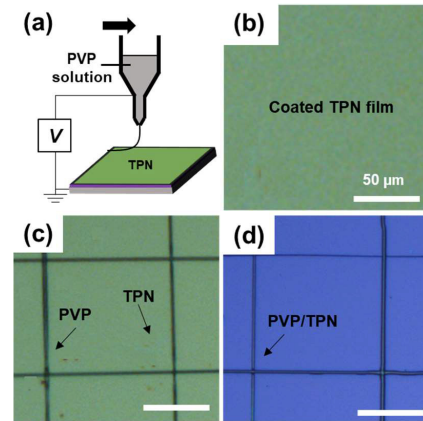 (a)
PVP
solution
V
TPN
(b)
Coated TPN film
50 µm
(c)
PVP
TPN
(d)
PVP/TPN